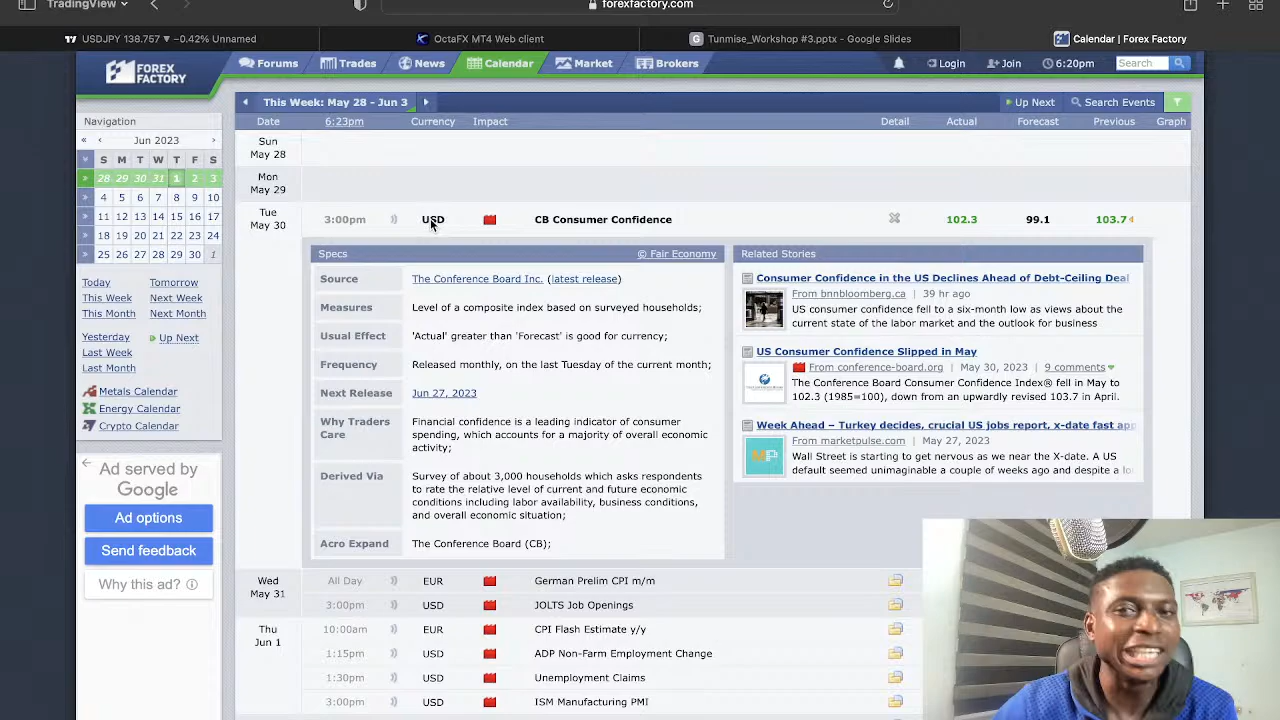 TradingView
forexfactory.com
USDJPY 138.757 ▼ −0.42% Unnamed
OctaFX MT4 Web client
Tunmise_Workshop #3.pptx - Google Slides
Calendar | Forex Factory
FOREX
FACTORY
Forums
Trades
News
Calendar
Market
Brokers
Login
Join
6:20pm
Search
Navigation
« ‹ Jun 2023 ›
S M T W T F S
» 28 29 30 31 1 2 3
» 4 5 6 7 8 9 10
» 11 12 13 14 15 16 17
» 18 19 20 21 22 23 24
» 25 26 27 28 29 30 1
Today Tomorrow
This Week Next Week
This Month Next Month
Yesterday Up Next
Last Week
Last Month
Metals Calendar
Energy Calendar
Crypto Calendar
Ad served by
Google
Ad options
Send feedback
Why this ad?
This Week: May 28 - Jun 3
Up Next
Search Events
Date 6:23pm Currency Impact Detail Actual Forecast Previous Graph
Sun
May 28
Mon
May 29
Tue
May 30
3:00pm USD CB Consumer Confidence 102.3 99.1 103.7
Specs @ Fair Economy
Source The Conference Board Inc. (latest release)
Measures Level of a composite index based on surveyed households;
Usual Effect 'Actual' greater than 'Forecast' is good for currency;
Frequency Released monthly, on the last Tuesday of the current month;
Next Release Jun 27, 2023
Why Traders
Care
Financial confidence is a leading indicator of consumer
spending, which accounts for a majority of overall economic
activity;
Derived Via Survey of about 3,000 households which asks respondents
to rate the relative level of current and future economic
conditions including labor availability, business conditions,
and overall economic situation;
Acro Expand The Conference Board (CB);
Related Stories
Consumer Confidence in the US Declines Ahead of Debt-Ceiling Deal
From bnnbloomberg.ca | 39 hr ago
US consumer confidence fell to a six-month low as views about the
current state of the labor market and the outlook for business
US Consumer Confidence Slipped in May
From conference-board.org | May 30, 2023 | 9 comments
The Conference Board Consumer Confidence Index® fell in May to
102.3 (1985=100), down from an upwardly revised 103.7 in April.
Week Ahead – Turkey decides, crucial US jobs report, x-date fast app
From marketpulse.com | May 27, 2023
Wall Street is starting to get nervous as we near the X-date. A US
default seemed unimaginable a couple of weeks ago and despite a lo
Wed
May 31
All Day EUR German Prelim CPI m/m
3:00pm USD JOLTS Job Openings
Thu
Jun 1
10:00am EUR CPI Flash Estimate y/y
1:15pm USD ADP Non-Farm Employment Change
1:30pm USD Unemployment Claims
3:00pm USD ISM Manufacturing PMI